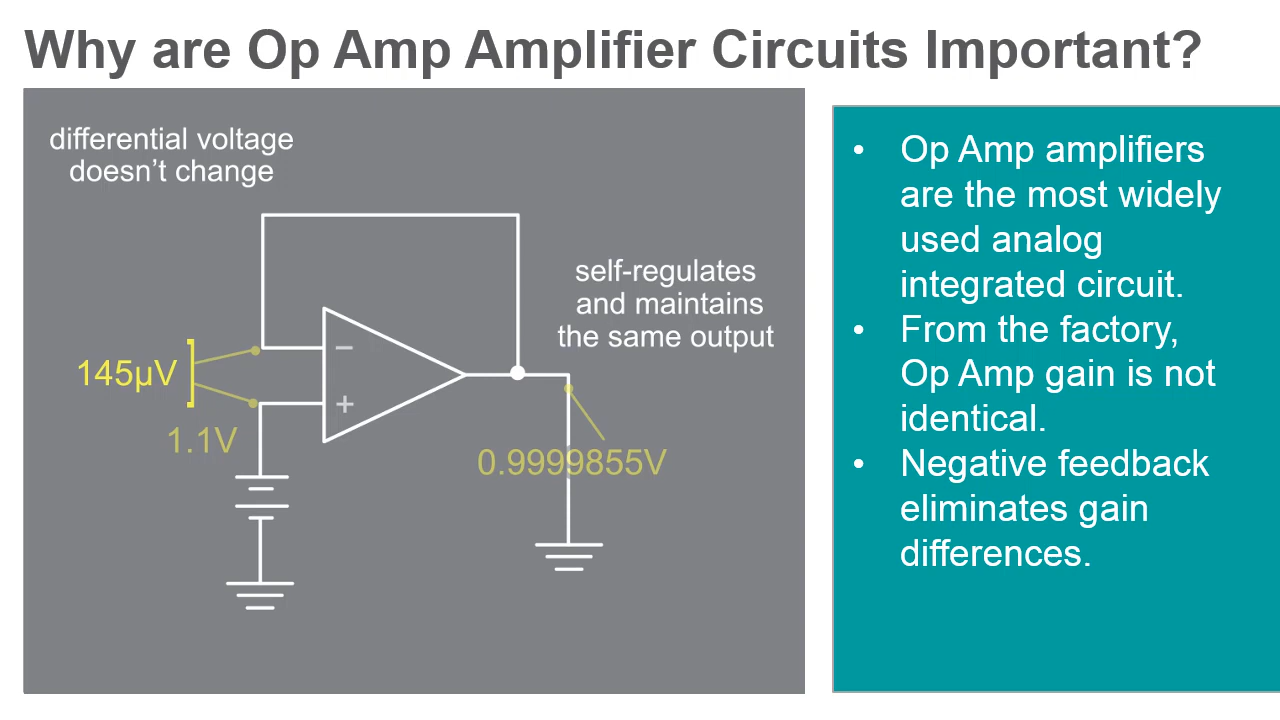 Why are Op Amp Amplifier Circuits Important?
differential voltage
doesn't change
self-regulates
and maintains
the same output
145µV
1.1V
0.9999855V
−
+
• Op Amp amplifiers
are the most widely
used analog
integrated circuit.
• From the factory,
Op Amp gain is not
identical.
• Negative feedback
eliminates gain
differences.